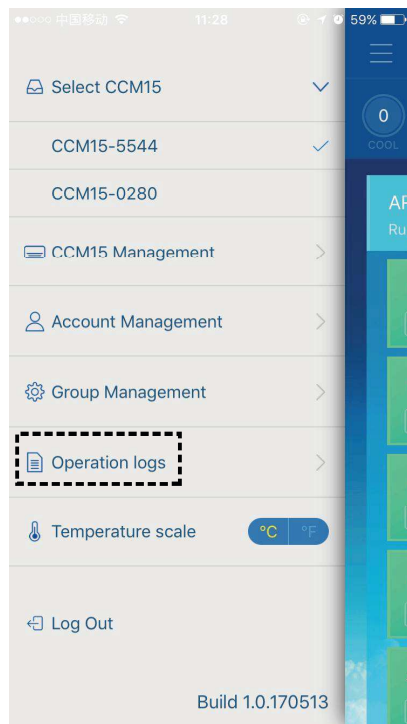 中国移动 11:28 59%
Select CCM15
CCM15-5544
CCM15-0280
CCM15 Management
Account Management
Group Management
Operation logs
Temperature scale °C °F
Log Out
Build 1.0.170513
0
COOL